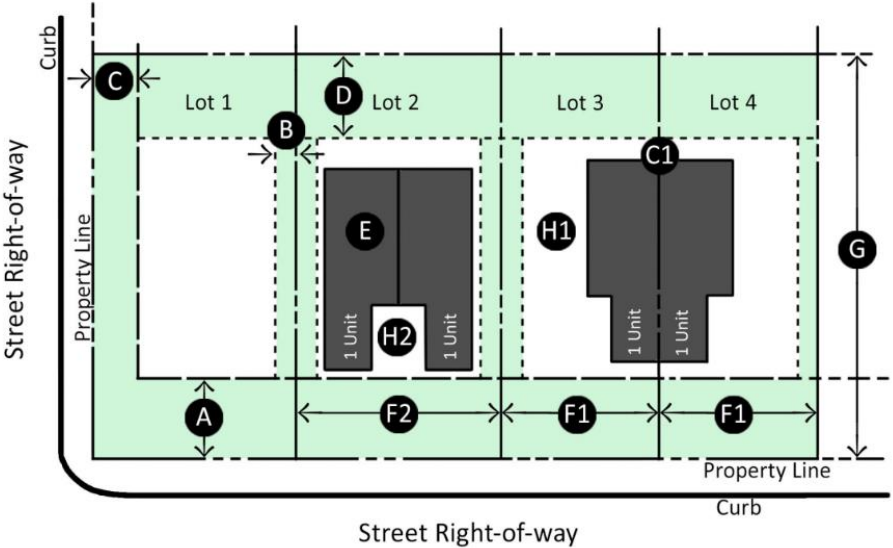 Curb
C
D
Lot 1
Lot 2
Lot 3
Lot 4
B
C1
Street Right-of-way
Property Line
E
H1
G
1 Unit
H2
1 Unit
1 Unit
1 Unit
A
F2
F1
F1
Property Line
Curb
Street Right-of-way